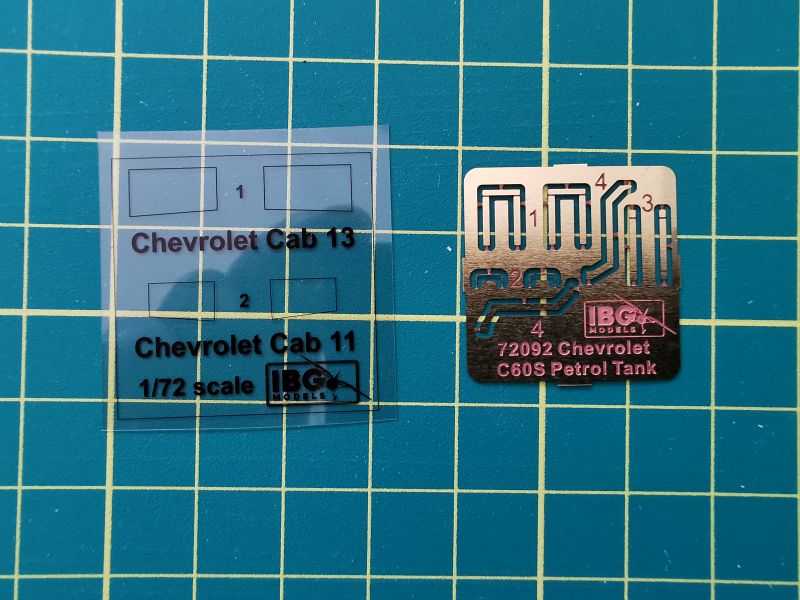 1
Chevrolet Cab 13
2
Chevrolet Cab 11
1/72 scale
IBG
MODELS
4
1
3
2
4
IBG
MODELS
72092 Chevrolet
C60S Petrol Tank